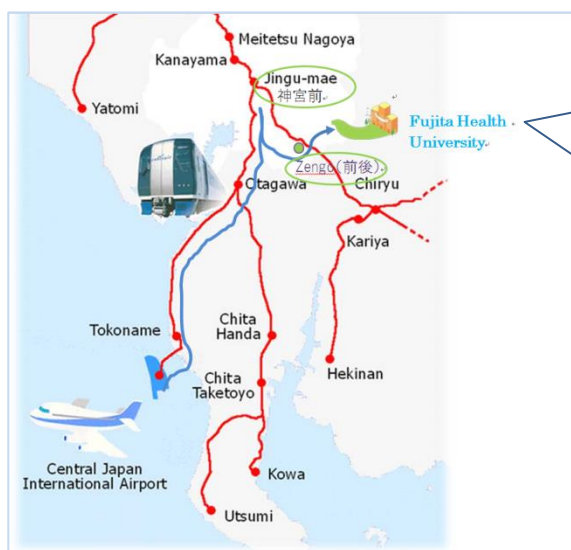 Meitetsu Nagoya
Kanayama
Jingu-mae
神宮前
Yatomi
Fujita Health
University
Zengo(前後)
Otagawa
Chiryu
Kariya
Tokoname
Chita
Handa
Hekinan
Chita
Taketoyo
Central Japan
International Airport
Kowa
Utsumi